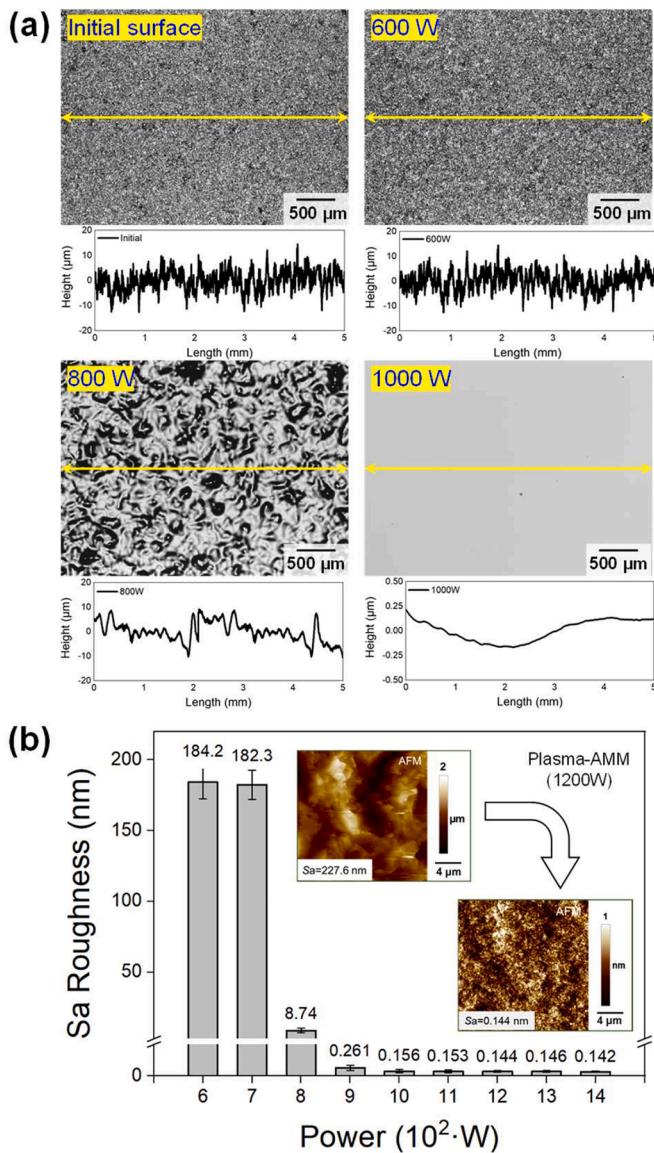 (a)
Initial surface
600 W
500 µm
500 µm
Initial
600W
Height (µm)
20
10
0
-10
-20
0 1 2 3 4 5
Length (mm)
Height (µm)
20
10
0
-10
-20
0 1 2 3 4 5
Length (mm)
800 W
1000 W
500 µm
500 µm
800W
1000W
Height (µm)
20
10
0
-10
-20
0 1 2 3 4 5
Length (mm)
Height (µm)
0.50
0.25
0.00
-0.25
-0.50
0 1 2 3 4 5
Length (mm)
(b)
Sa Roughness (nm)
200
150
100
50
0
184.2
182.3
8.74
0.261
0.156
0.153
0.144
0.146
0.142
AFM
2
µm
4 µm
Sa=227.6 nm
Plasma-AMM
(1200W)
AFM
1
nm
4 µm
Sa=0.144 nm
6 7 8 9 10 11 12 13 14
Power (10²·W)